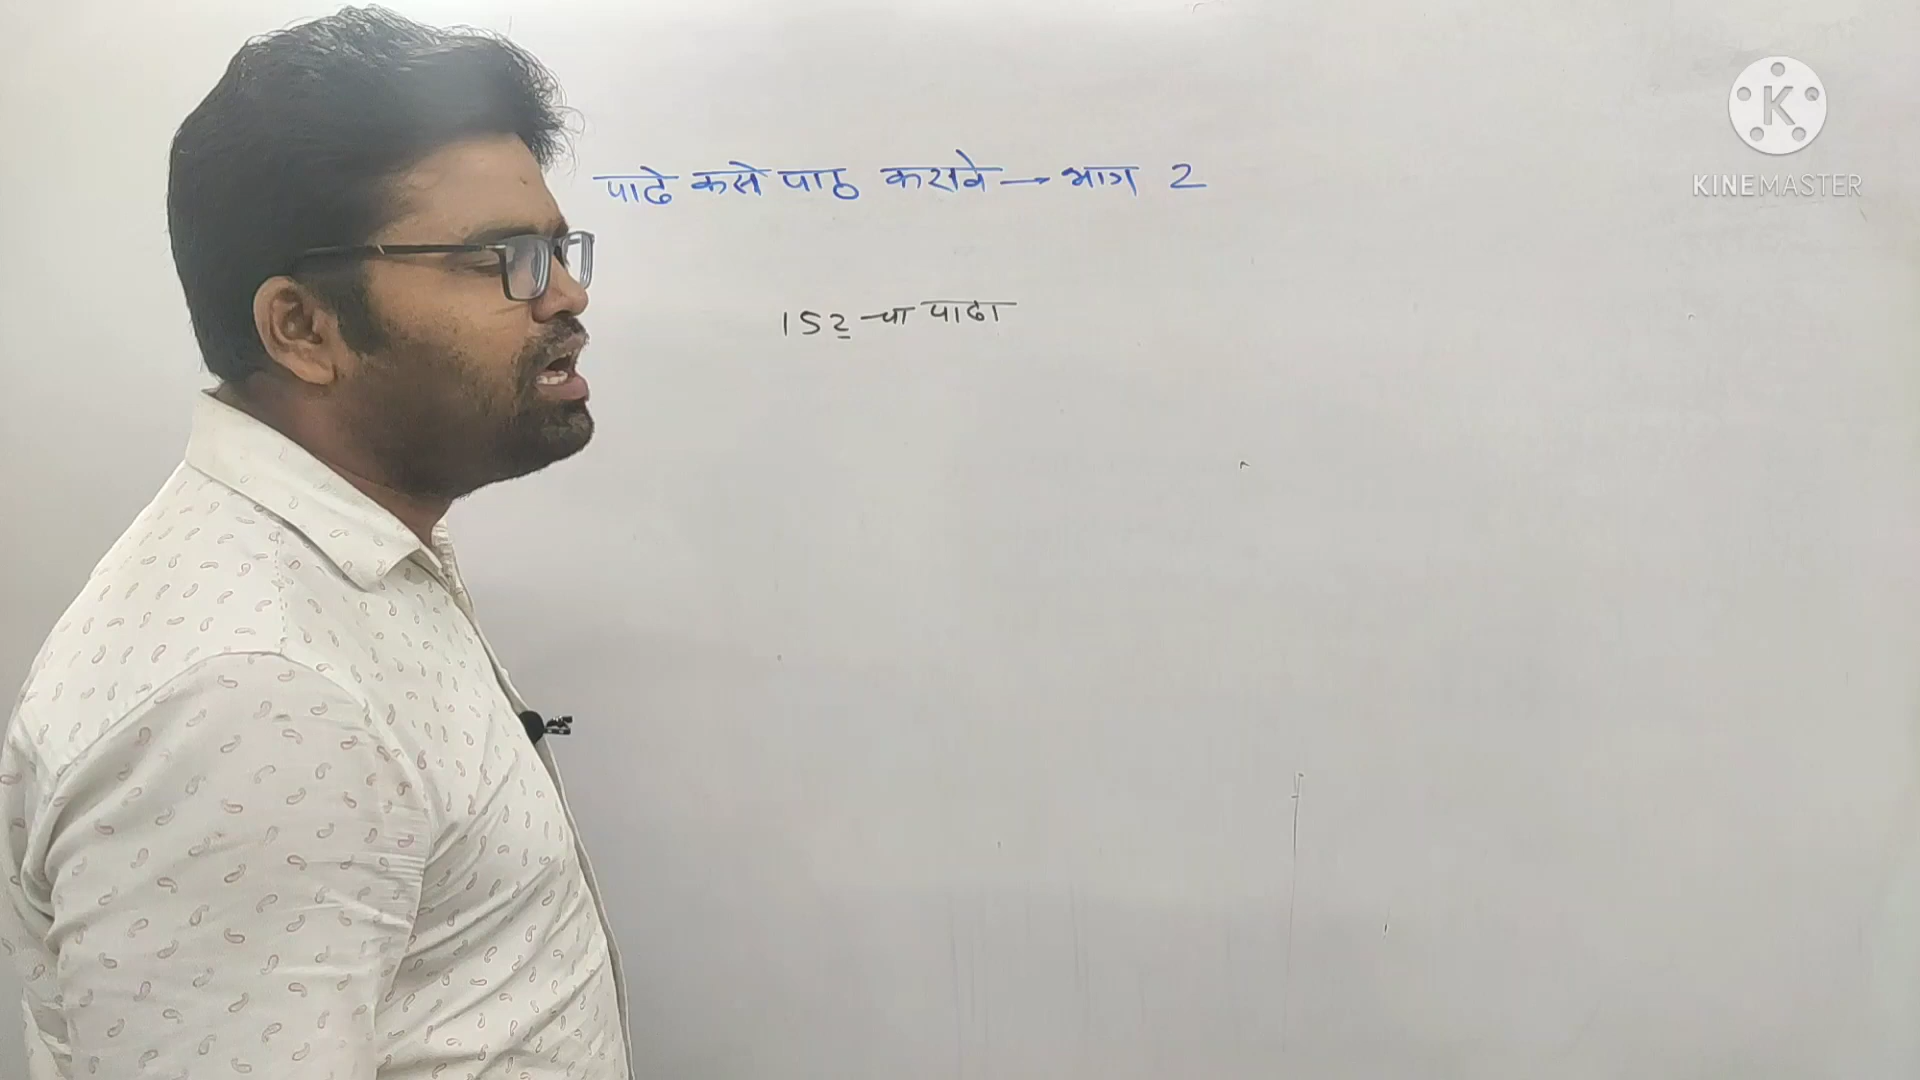 पाढे कसे पाठ करावे → भाग 2
152 चा पाढा
K
KINEMASTER